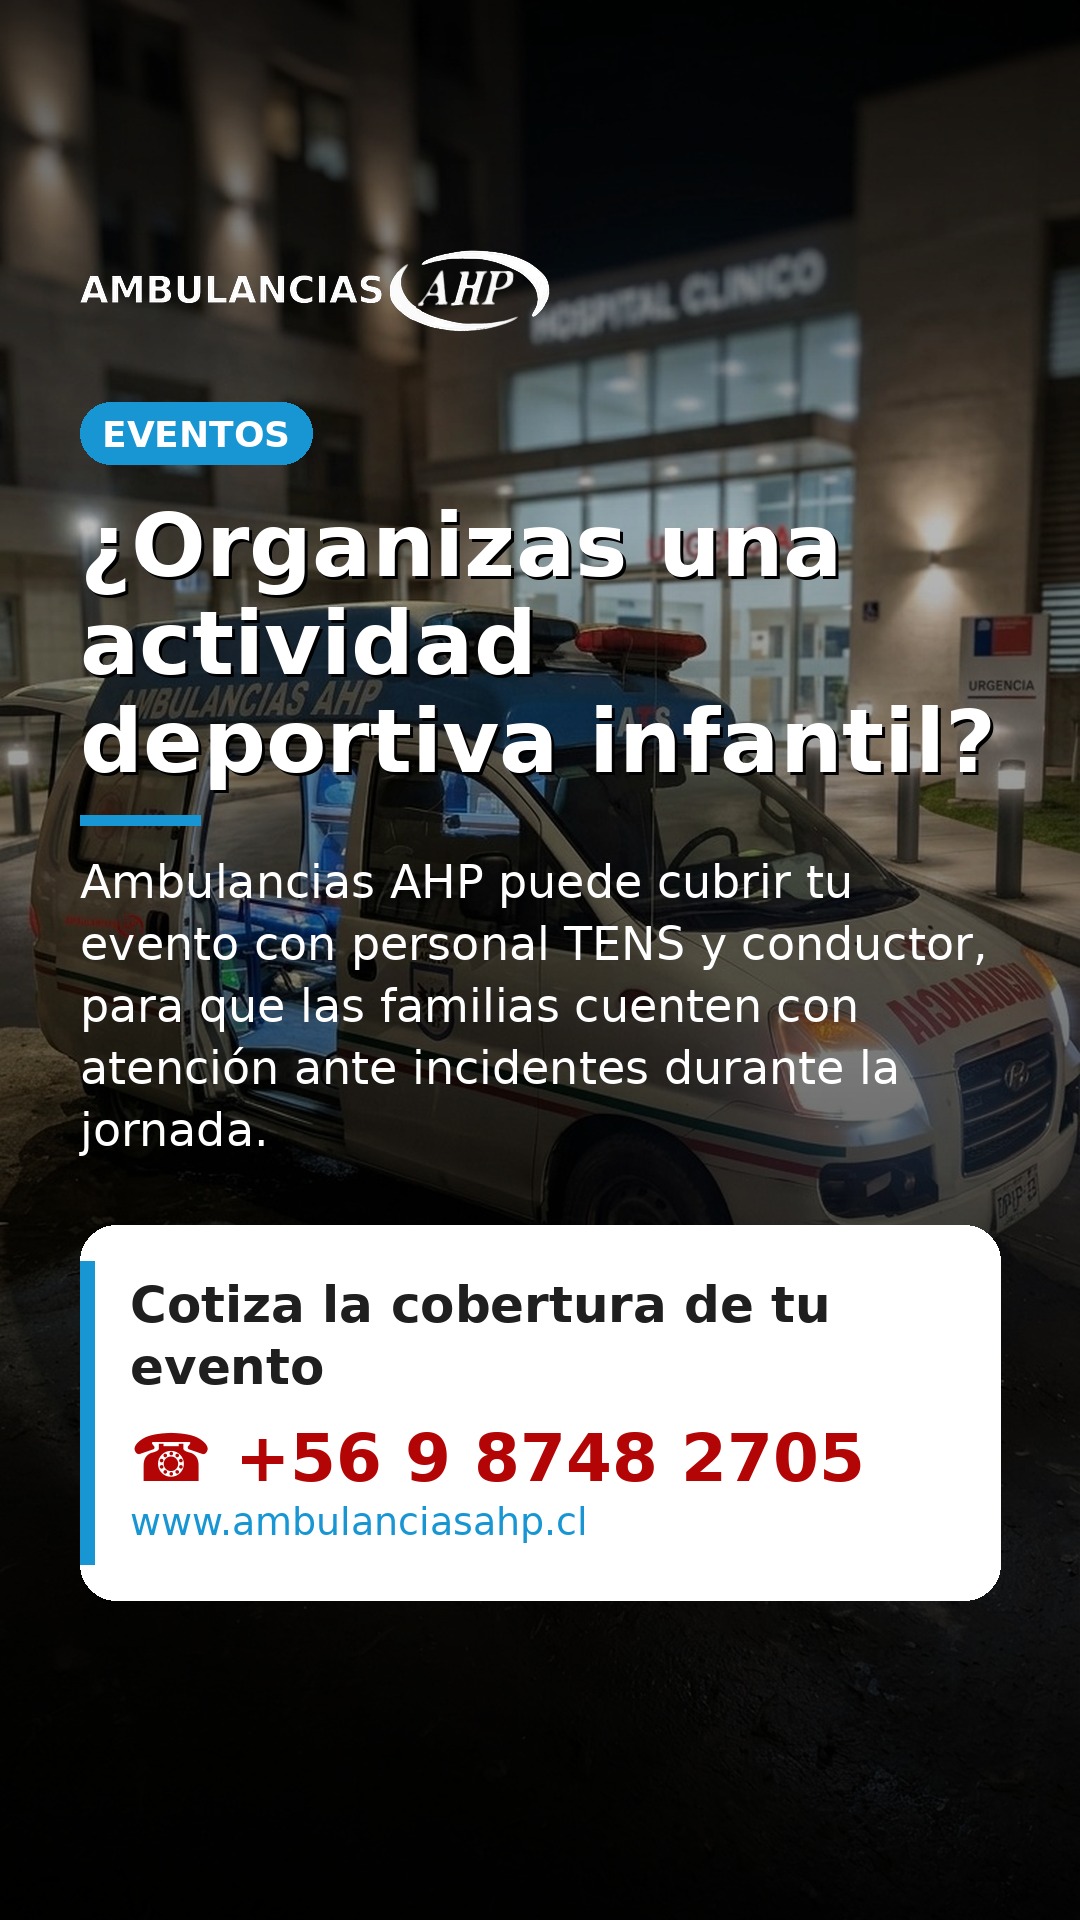 AMBULANCIAS AHP
HOSPITAL CLINICO
EVENTOS
¿Organizas una
actividad
deportiva infantil?
URGENCIA
AMBULANCIAS AHP
Ambulancias AHP puede cubrir tu
evento con personal TENS y conductor,
para que las familias cuenten con
atención ante incidentes durante la
jornada.
Cotiza la cobertura de tu
evento
☎ +56 9 8748 2705
www.ambulanciasahp.cl